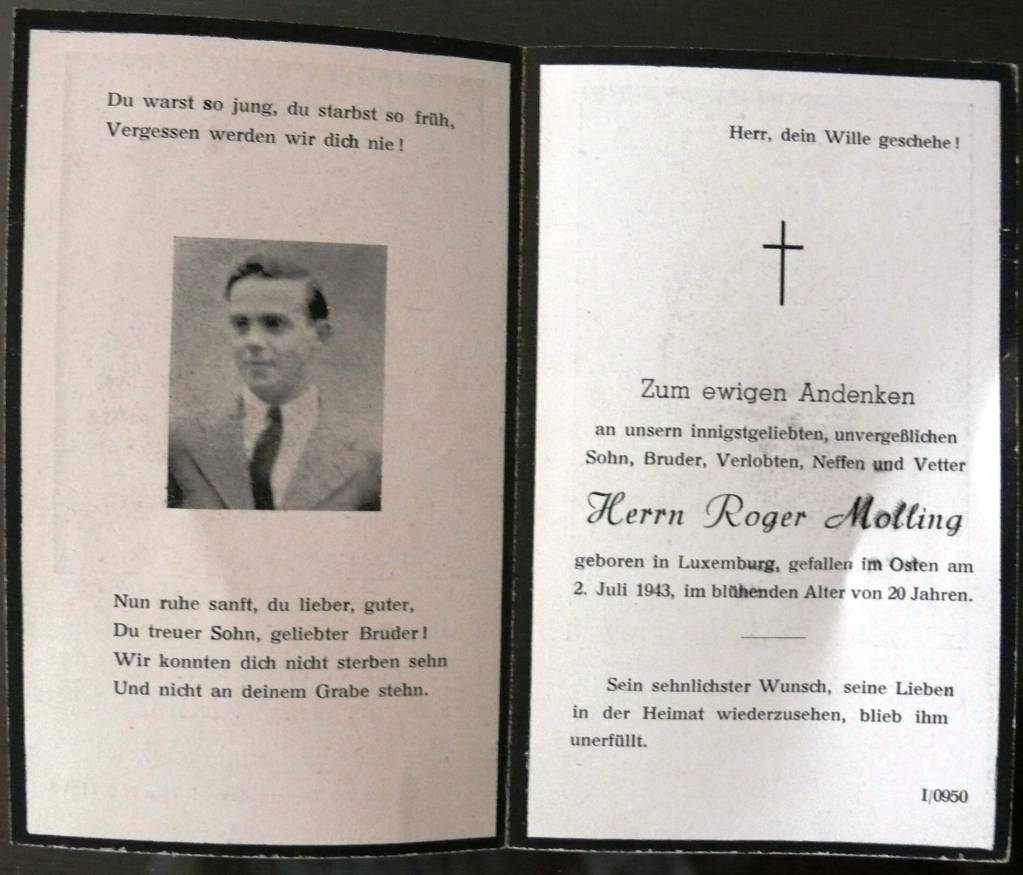 Du warst so jung, du starbst so früh,
Vergessen werden wir dich nie!
Nun ruhe sanft, du lieber, guter,
Du treuer Sohn, geliebter Bruder!
Wir konnten dich nicht sterben sehn
Und nicht an deinem Grabe stehn.
Herr, dein Wille geschehe!
Zum ewigen Andenken
an unsern innigstgeliebten, unvergeßlichen
Sohn, Bruder, Verlobten, Neffen und Vetter
Herrn Roger Molling
geboren in Luxemburg, gefallen im Osten am
2. Juli 1943, im blühenden Alter von 20 Jahren.
Sein sehnlichster Wunsch, seine Lieben
in der Heimat wiederzusehen, blieb ihm
unerfüllt.
I/0950